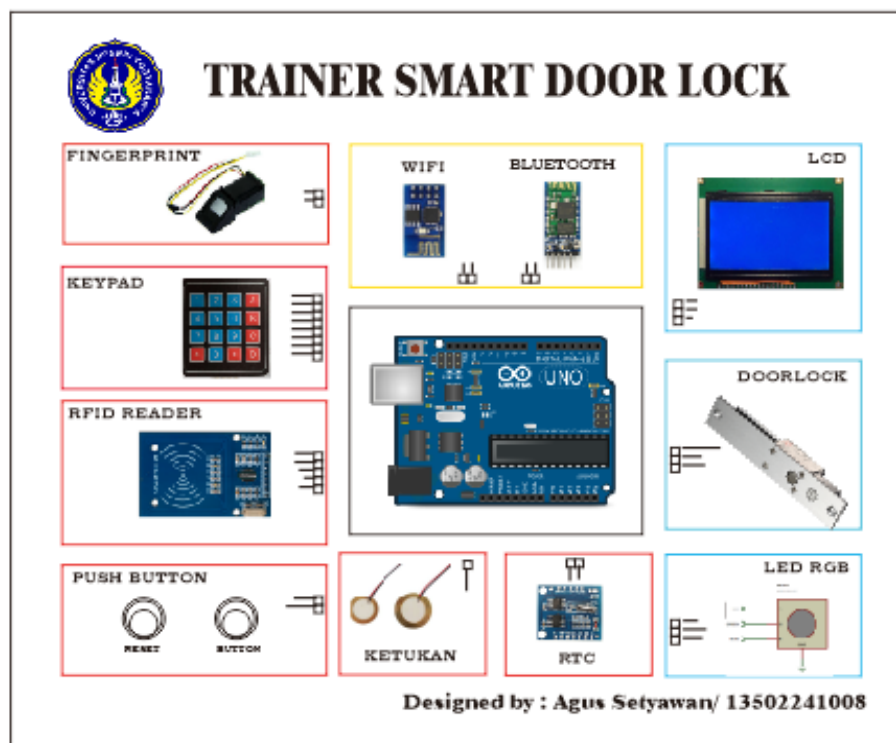 TRAINER SMART DOOR LOCK
FINGERPRINT
WIFI
BLUETOOTH
LCD
KEYPAD
UNO
DOORLOCK
RFID READER
PUSH BUTTON
RESET
BUTTON
KETUKAN
RTC
LED RGB
Designed by : Agus Setyawan/ 13502241008